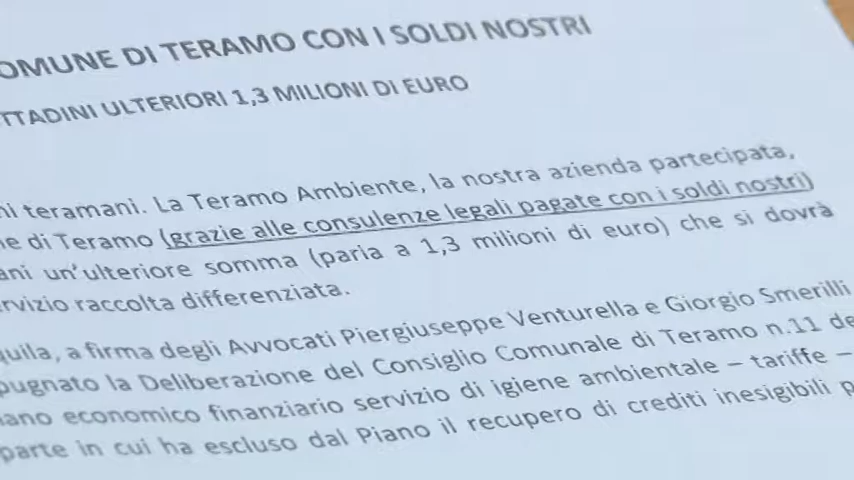 COMUNE DI TERAMO CON I SOLDI NOSTRI
TTADINI ULTERIORI 1,3 MILIONI DI EURO
ni teramani. La Teramo Ambiente, la nostra azienda partecipata,
ne di Teramo (grazie alle consulenze legali pagate con i soldi nostri)
ani un'ulteriore somma (paria a 1,3 milioni di euro) che si dovrà
rvizio raccolta differenziata.
quila, a firma degli Avvocati Piergiuseppe Venturella e Giorgio Smerilli
pugnato la Deliberazione del Consiglio Comunale di Teramo n.11 de
iano economico finanziario servizio di igiene ambientale – tariffe –
parte in cui ha escluso dal Piano il recupero di crediti inesigibili p